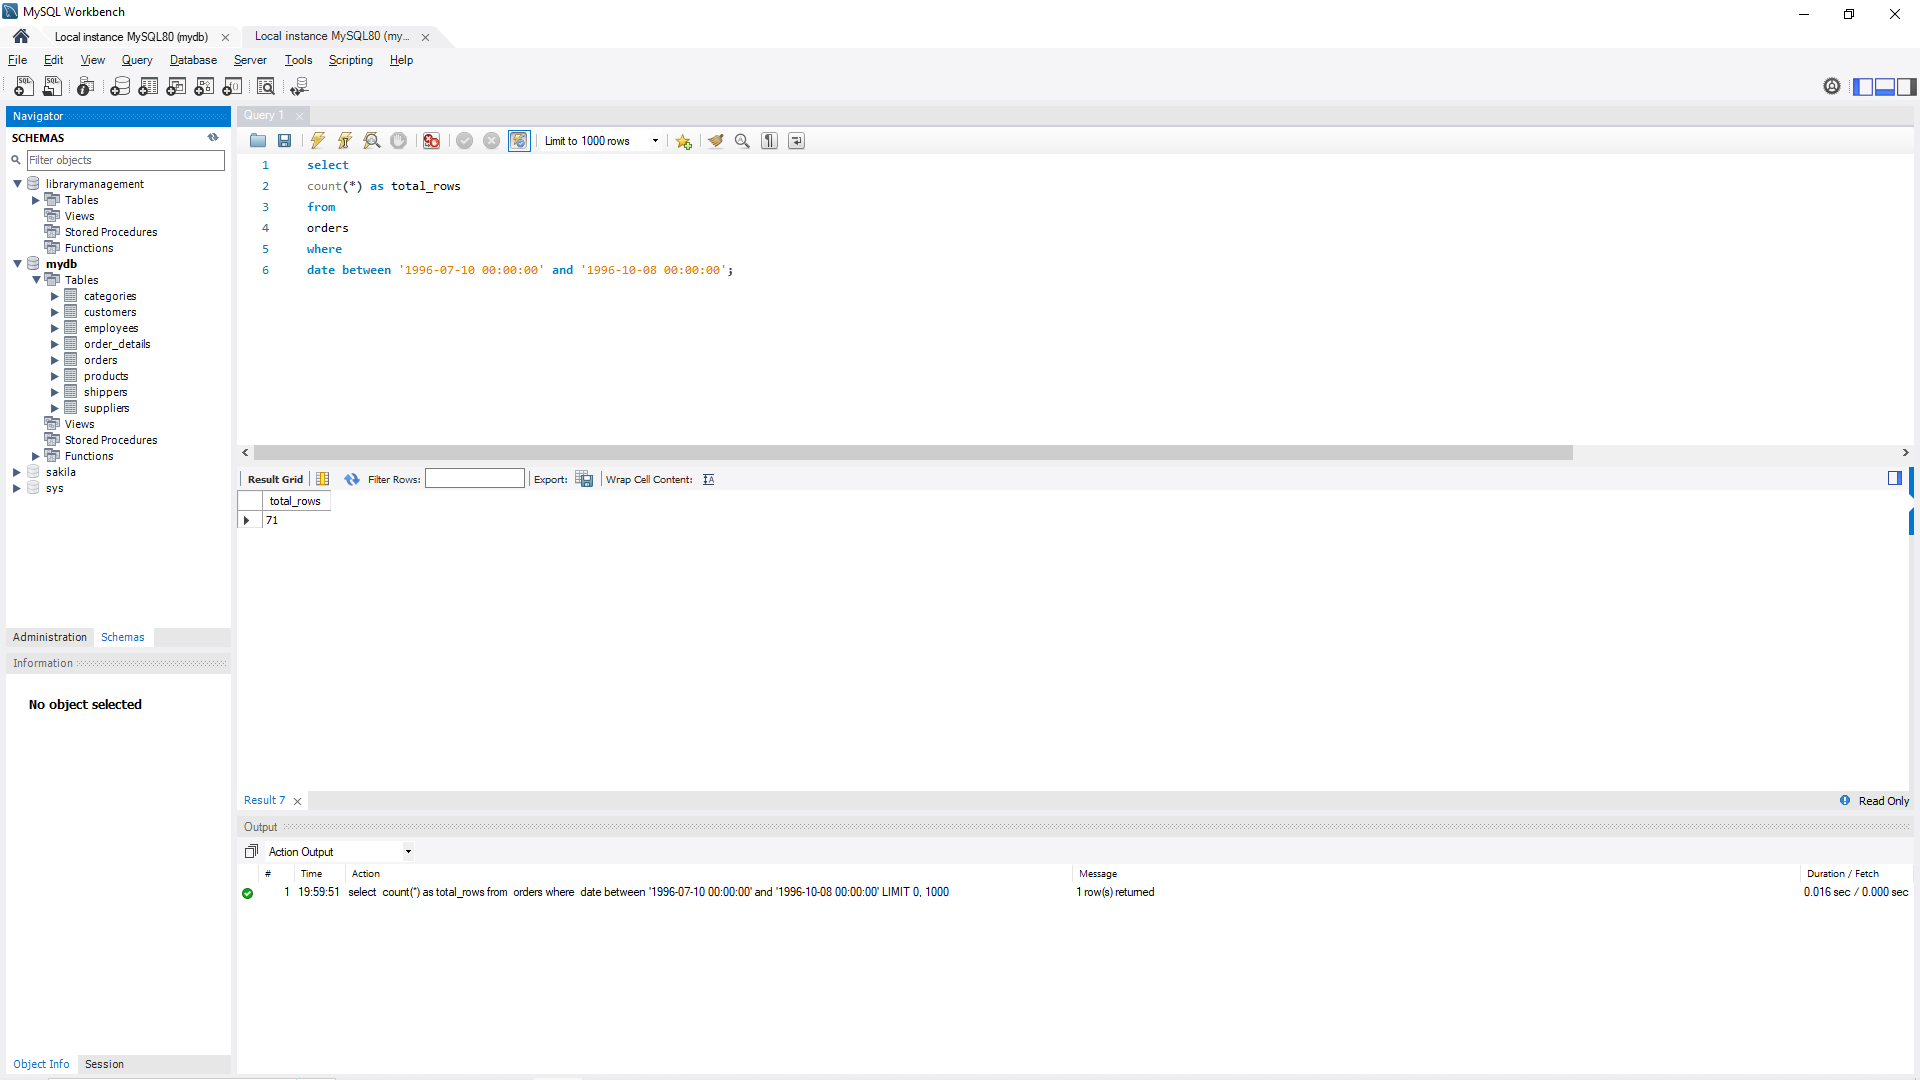 MySQL Workbench
Local instance MySQL80 (mydb)
Local instance MySQL80 (my...
File Edit View Query Database Server Tools Scripting Help
Navigator
SCHEMAS
Filter objects
librarymanagement
Tables
Views
Stored Procedures
Functions
mydb
Tables
categories
customers
employees
order_details
orders
products
shippers
suppliers
Views
Stored Procedures
Functions
sakila
sys
Administration Schemas
Information
No object selected
Object Info Session
Query 1
Limit to 1000 rows
1 select
2 count(*) as total_rows
3 from
4 orders
5 where
6 date between '1996-07-10 00:00:00' and '1996-10-08 00:00:00';
Result Grid Filter Rows: Export: Wrap Cell Content:
total_rows
71
Result 7
Read Only
Output
Action Output
# Time Action Message Duration / Fetch
1 19:59:51 select count(*) as total_rows from orders where date between '1996-07-10 00:00:00' and '1996-10-08 00:00:00' LIMIT 0, 1000 1 row(s) returned 0.016 sec / 0.000 sec